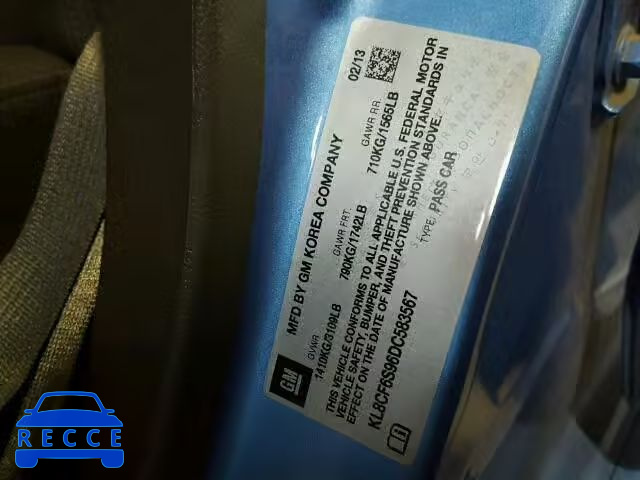 MFD BY GM KOREA COMPANY
02/13
GVWR GAWR FRT. GAWR RR.
1410KG/3109LB 790KG/1742LB 710KG/1565LB
THIS VEHICLE CONFORMS TO ALL APPLICABLE U.S. FEDERAL MOTOR
VEHICLE SAFETY, BUMPER, AND THEFT PREVENTION STANDARDS IN
EFFECT ON THE DATE OF MANUFACTURE SHOWN ABOVE.
KL8CF6S96DC583567 TYPE: PASS CAR
GM
RECCE